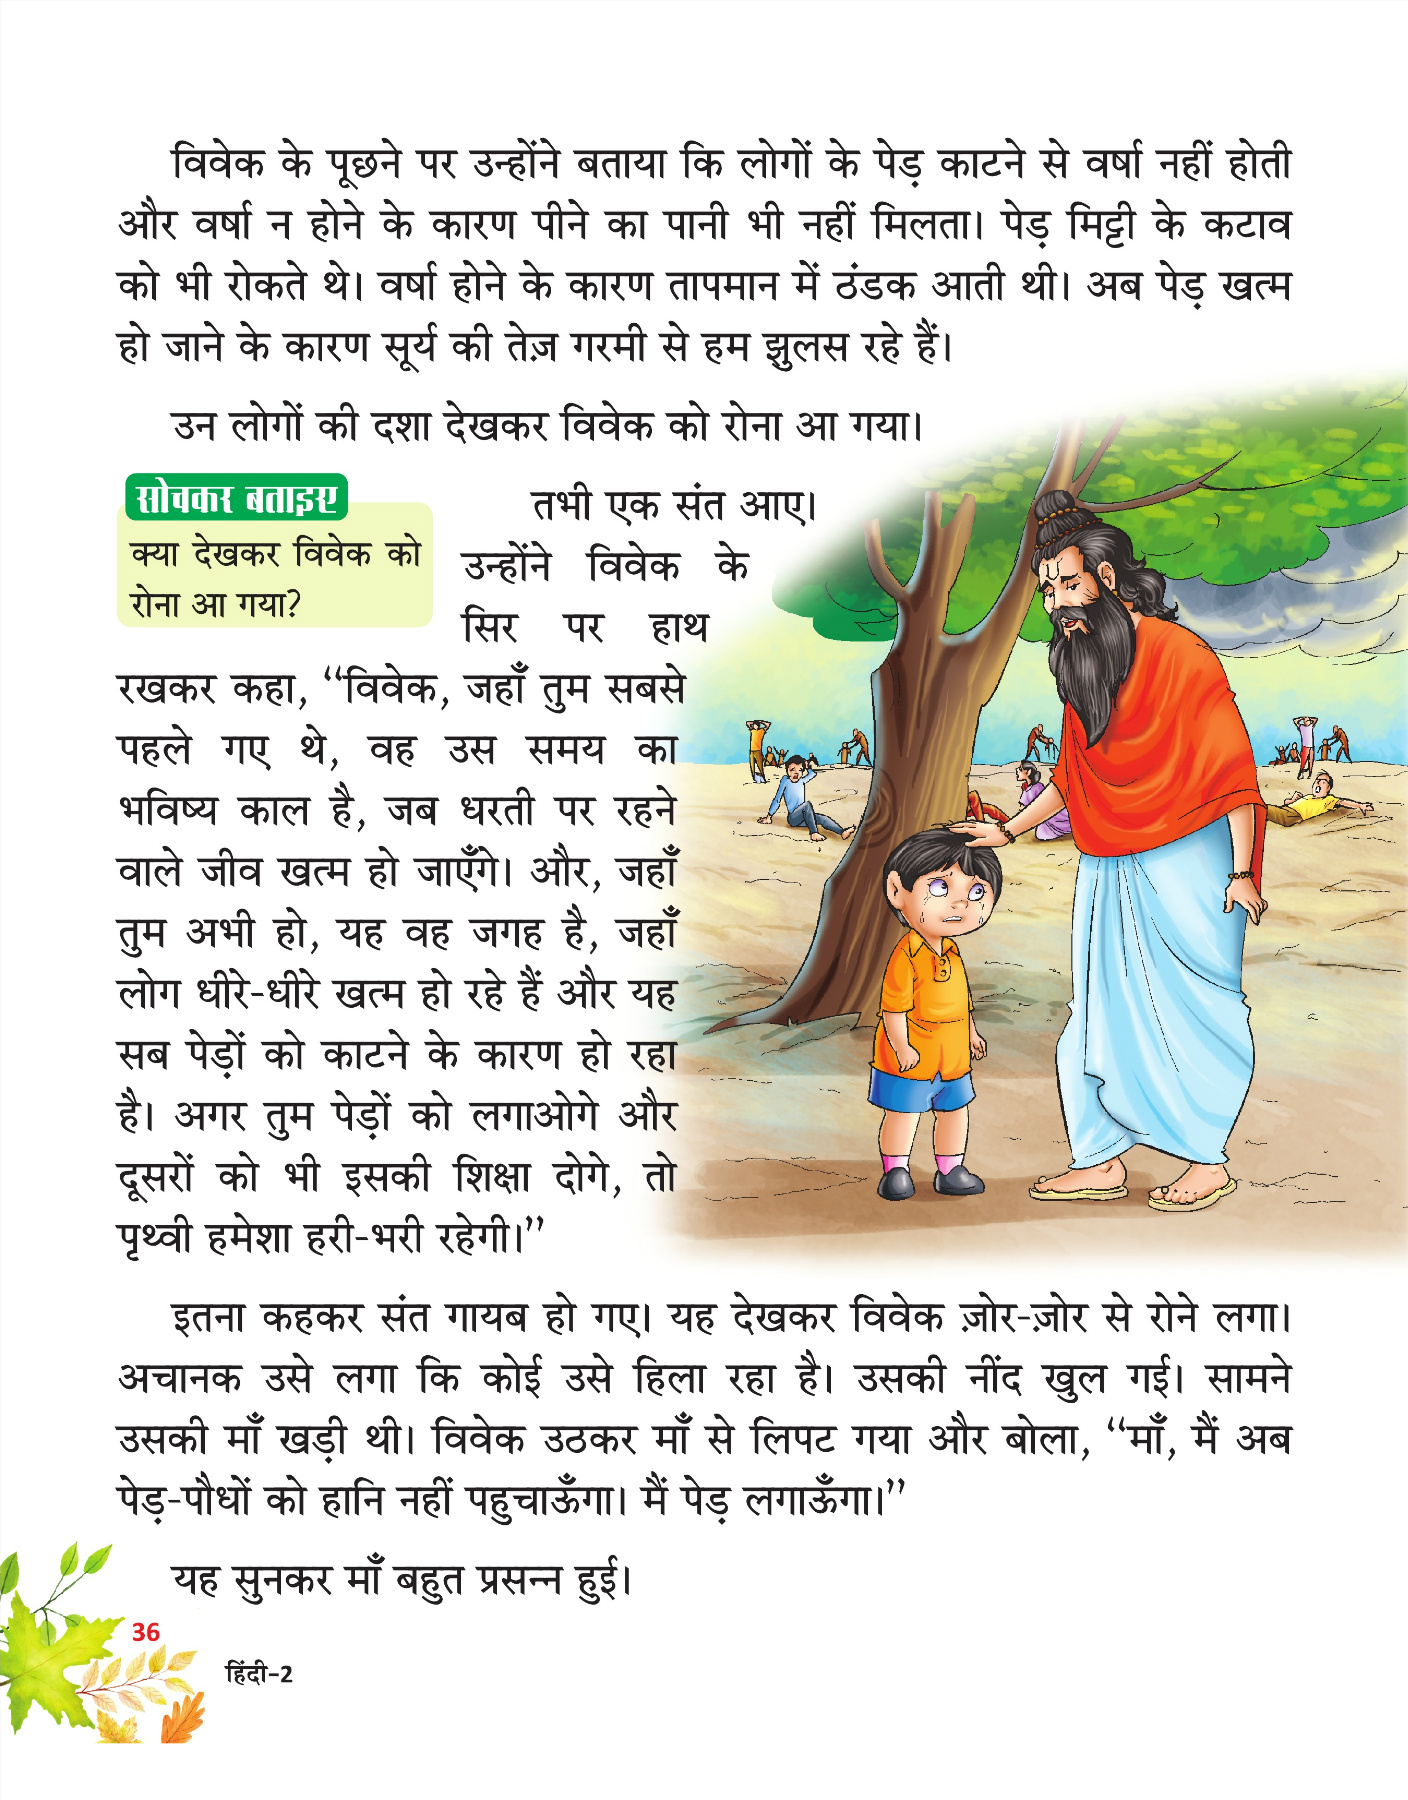 विवेक के पूछने पर उन्होंने बताया कि लोगों के पेड़ काटने से वर्षा नहीं होती
और वर्षा न होने के कारण पीने का पानी भी नहीं मिलता। पेड़ मिट्टी के कटाव
को भी रोकते थे। वर्षा होने के कारण तापमान में ठंडक आती थी। अब पेड़ खत्म
हो जाने के कारण सूर्य की तेज़ गरमी से हम झुलस रहे हैं।
उन लोगों की दशा देखकर विवेक को रोना आ गया।
सोचकर बताइए
क्या देखकर विवेक को
रोना आ गया?
तभी एक संत आए।
उन्होंने विवेक के
सिर पर हाथ
रखकर कहा, “विवेक, जहाँ तुम सबसे
पहले गए थे, वह उस समय का
भविष्य काल है, जब धरती पर रहने
वाले जीव खत्म हो जाएँगे। और, जहाँ
तुम अभी हो, यह वह जगह है, जहाँ
लोग धीरे-धीरे खत्म हो रहे हैं और यह
सब पेड़ों को काटने के कारण हो रहा
है। अगर तुम पेड़ों को लगाओगे और
दूसरों को भी इसकी शिक्षा दोगे, तो
पृथ्वी हमेशा हरी-भरी रहेगी।”
इतना कहकर संत गायब हो गए। यह देखकर विवेक ज़ोर-ज़ोर से रोने लगा।
अचानक उसे लगा कि कोई उसे हिला रहा है। उसकी नींद खुल गई। सामने
उसकी माँ खड़ी थी। विवेक उठकर माँ से लिपट गया और बोला, “माँ, मैं अब
पेड़-पौधों को हानि नहीं पहुचाऊँगा। मैं पेड़ लगाऊँगा।”
यह सुनकर माँ बहुत प्रसन्न हुई।
36
हिंदी-2